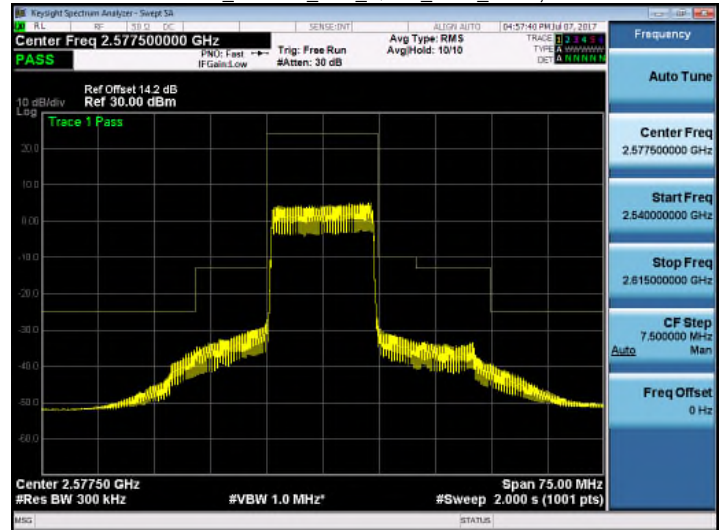 Keysight Spectrum Analyzer - Swept SA
RL RF 50 Ω DC SENSE:INT ALIGN AUTO 04:57:40 PM Jul 07, 2017
Center Freq 2.577500000 GHz
PASS
PNO: Fast
IFGain:Low
Trig: Free Run
#Atten: 30 dB
Avg Type: RMS
Avg|Hold: 10/10
TRACE 1 2 3 4 5 6
TYPE A WWWWW
DET A N N N N N
Ref Offset 14.2 dB
10 dB/div Ref 30.00 dBm
Log
Trace 1 Pass
20.0
10.0
0.00
-10.0
-20.0
-30.0
-40.0
-50.0
-60.0
Center 2.57750 GHz Span 75.00 MHz
#Res BW 300 kHz #VBW 1.0 MHz* #Sweep 2.000 s (1001 pts)
MSG STATUS
Frequency
Auto Tune
Center Freq
2.577500000 GHz
Start Freq
2.540000000 GHz
Stop Freq
2.615000000 GHz
CF Step
7.500000 MHz
Auto Man
Freq Offset
0 Hz